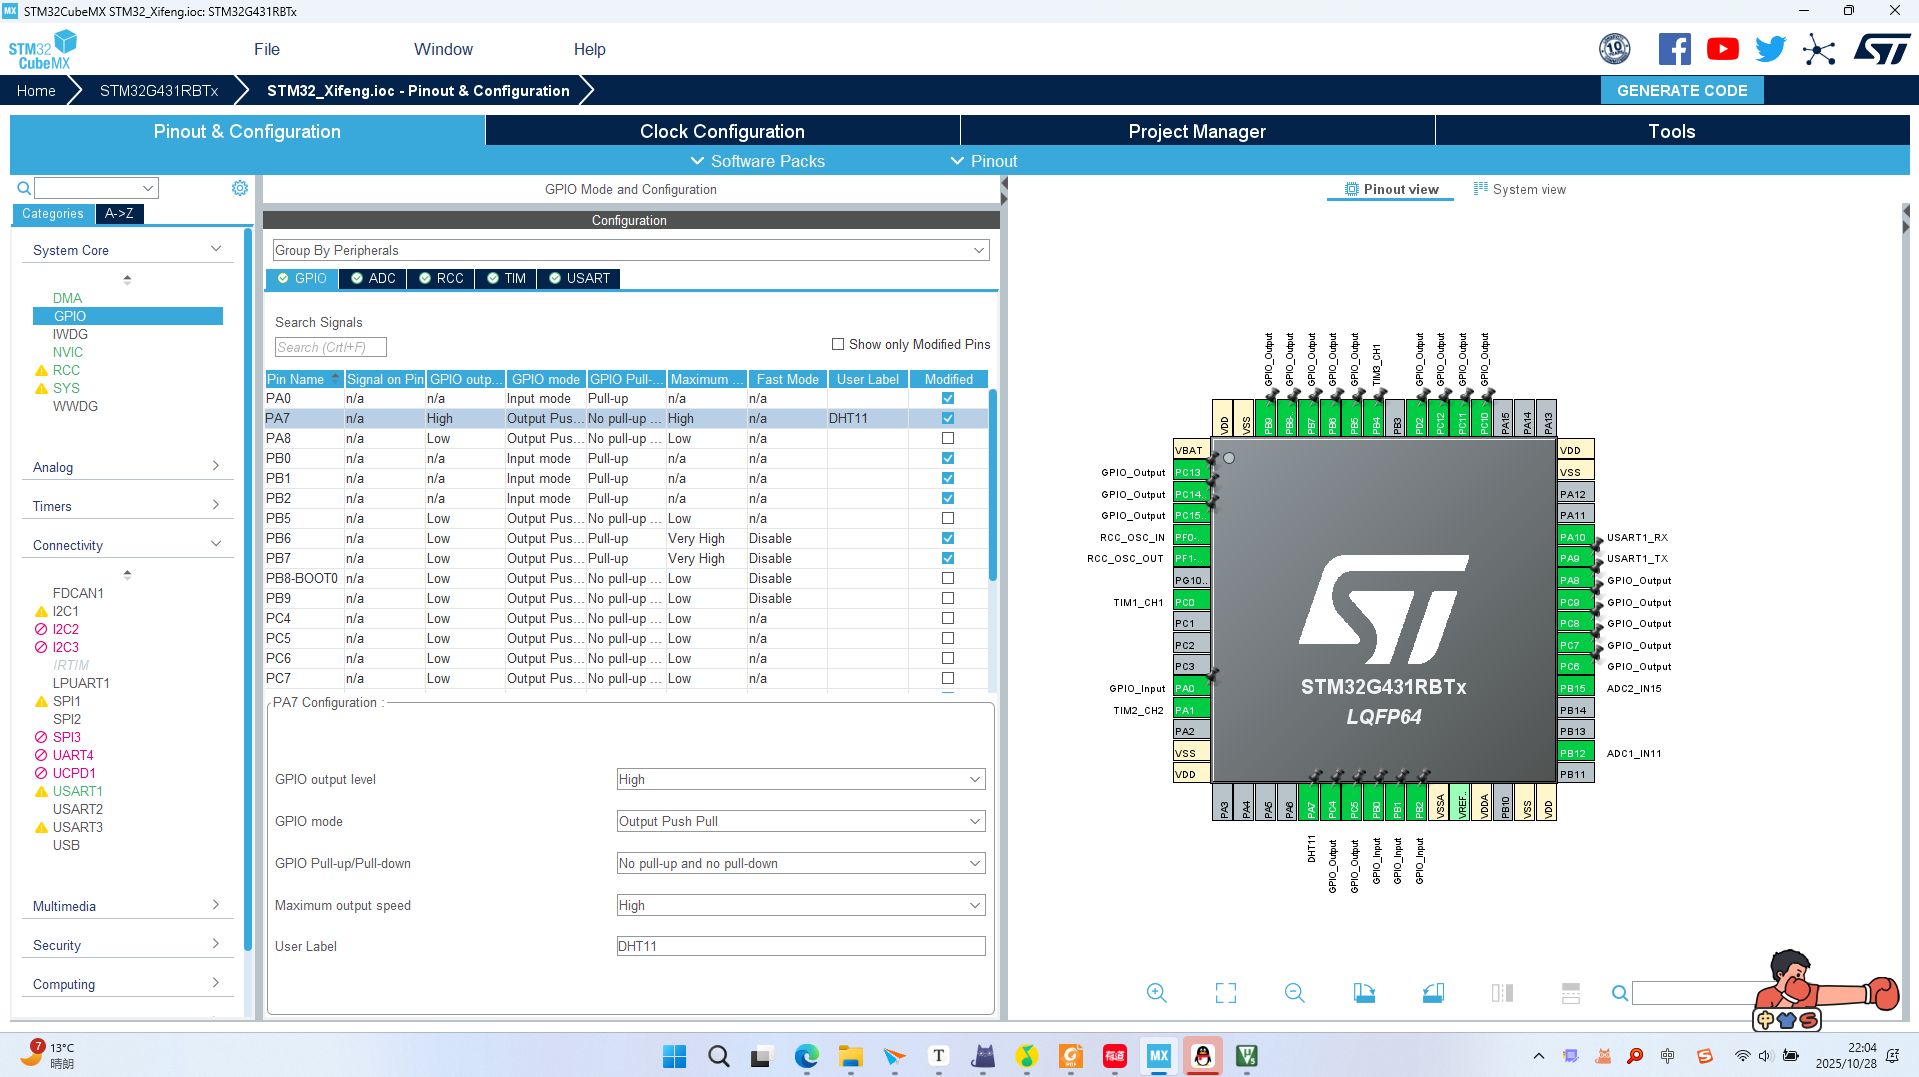 STM32CubeMX STM32_Xifeng.ioc: STM32G431RBTx
STM32 CubeMX
File
Window
Help
10
Home
STM32G431RBTx
STM32_Xifeng.ioc - Pinout & Configuration
GENERATE CODE
Pinout & Configuration
Clock Configuration
Project Manager
Tools
Software Packs
Pinout
Categories
A->Z
System Core
DMA
GPIO
IWDG
NVIC
RCC
SYS
WWDG
Analog
Timers
Connectivity
FDCAN1
I2C1
I2C2
I2C3
IRTIM
LPUART1
SPI1
SPI2
SPI3
UART4
UCPD1
USART1
USART2
USART3
USB
Multimedia
Security
Computing
GPIO Mode and Configuration
Configuration
Group By Peripherals
GPIO
ADC
RCC
TIM
USART
Search Signals
Search (Crtl+F)
Show only Modified Pins
Pin Name Signal on Pin GPIO outp... GPIO mode GPIO Pull-... Maximum ... Fast Mode User Label Modified
PA0 n/a n/a Input mode Pull-up n/a n/a
PA7 n/a High Output Pus... No pull-up ... High n/a DHT11
PA8 n/a Low Output Pus... No pull-up ... Low n/a
PB0 n/a n/a Input mode Pull-up n/a n/a
PB1 n/a n/a Input mode Pull-up n/a n/a
PB2 n/a n/a Input mode Pull-up n/a n/a
PB5 n/a Low Output Pus... No pull-up ... Low n/a
PB6 n/a Low Output Pus... Pull-up Very High Disable
PB7 n/a Low Output Pus... Pull-up Very High Disable
PB8-BOOT0 n/a Low Output Pus... No pull-up ... Low Disable
PB9 n/a Low Output Pus... No pull-up ... Low Disable
PC4 n/a Low Output Pus... No pull-up ... Low n/a
PC5 n/a Low Output Pus... No pull-up ... Low n/a
PC6 n/a Low Output Pus... No pull-up ... Low n/a
PC7 n/a Low Output Pus... No pull-up ... Low n/a
PA7 Configuration :
GPIO output level
High
GPIO mode
Output Push Pull
GPIO Pull-up/Pull-down
No pull-up and no pull-down
Maximum output speed
High
User Label
DHT11
Pinout view
System view
GPIO_Output
GPIO_Output
GPIO_Output
GPIO_Output
GPIO_Output
TIM3_CH1
GPIO_Output
GPIO_Output
GPIO_Output
GPIO_Output
VDD
VSS
PB9
PB8-
PB7
PB6
PB5
PB4
PB3
PD2
PC12
PC11
PC10
PA15
PA14
PA13
VBAT
GPIO_Output PC13
GPIO_Output PC14..
GPIO_Output PC15..
RCC_OSC_IN PF0-..
RCC_OSC_OUT PF1-..
PG10..
TIM1_CH1 PC0
PC1
PC2
PC3
GPIO_Input PA0
TIM2_CH2 PA1
PA2
VSS
VDD
STM32G431RBTx
LQFP64
VDD
VSS
PA12
PA11
PA10 USART1_RX
PA9 USART1_TX
PA8 GPIO_Output
PC9 GPIO_Output
PC8 GPIO_Output
PC7 GPIO_Output
PC6 GPIO_Output
PB15 ADC2_IN15
PB14
PB13
PB12 ADC1_IN11
PB11
PA3
PA4
PA5
PA6
PA7
PC4
PC5
PB0
PB1
PB2
VSSA
VREF..
VDDA
PB10
VSS
VDD
DHT11
GPIO_Output
GPIO_Output
GPIO_Input
GPIO_Input
GPIO_Input
中
S
7
13°C
晴朗
T
有道
MX
中
22:04
2025/10/28